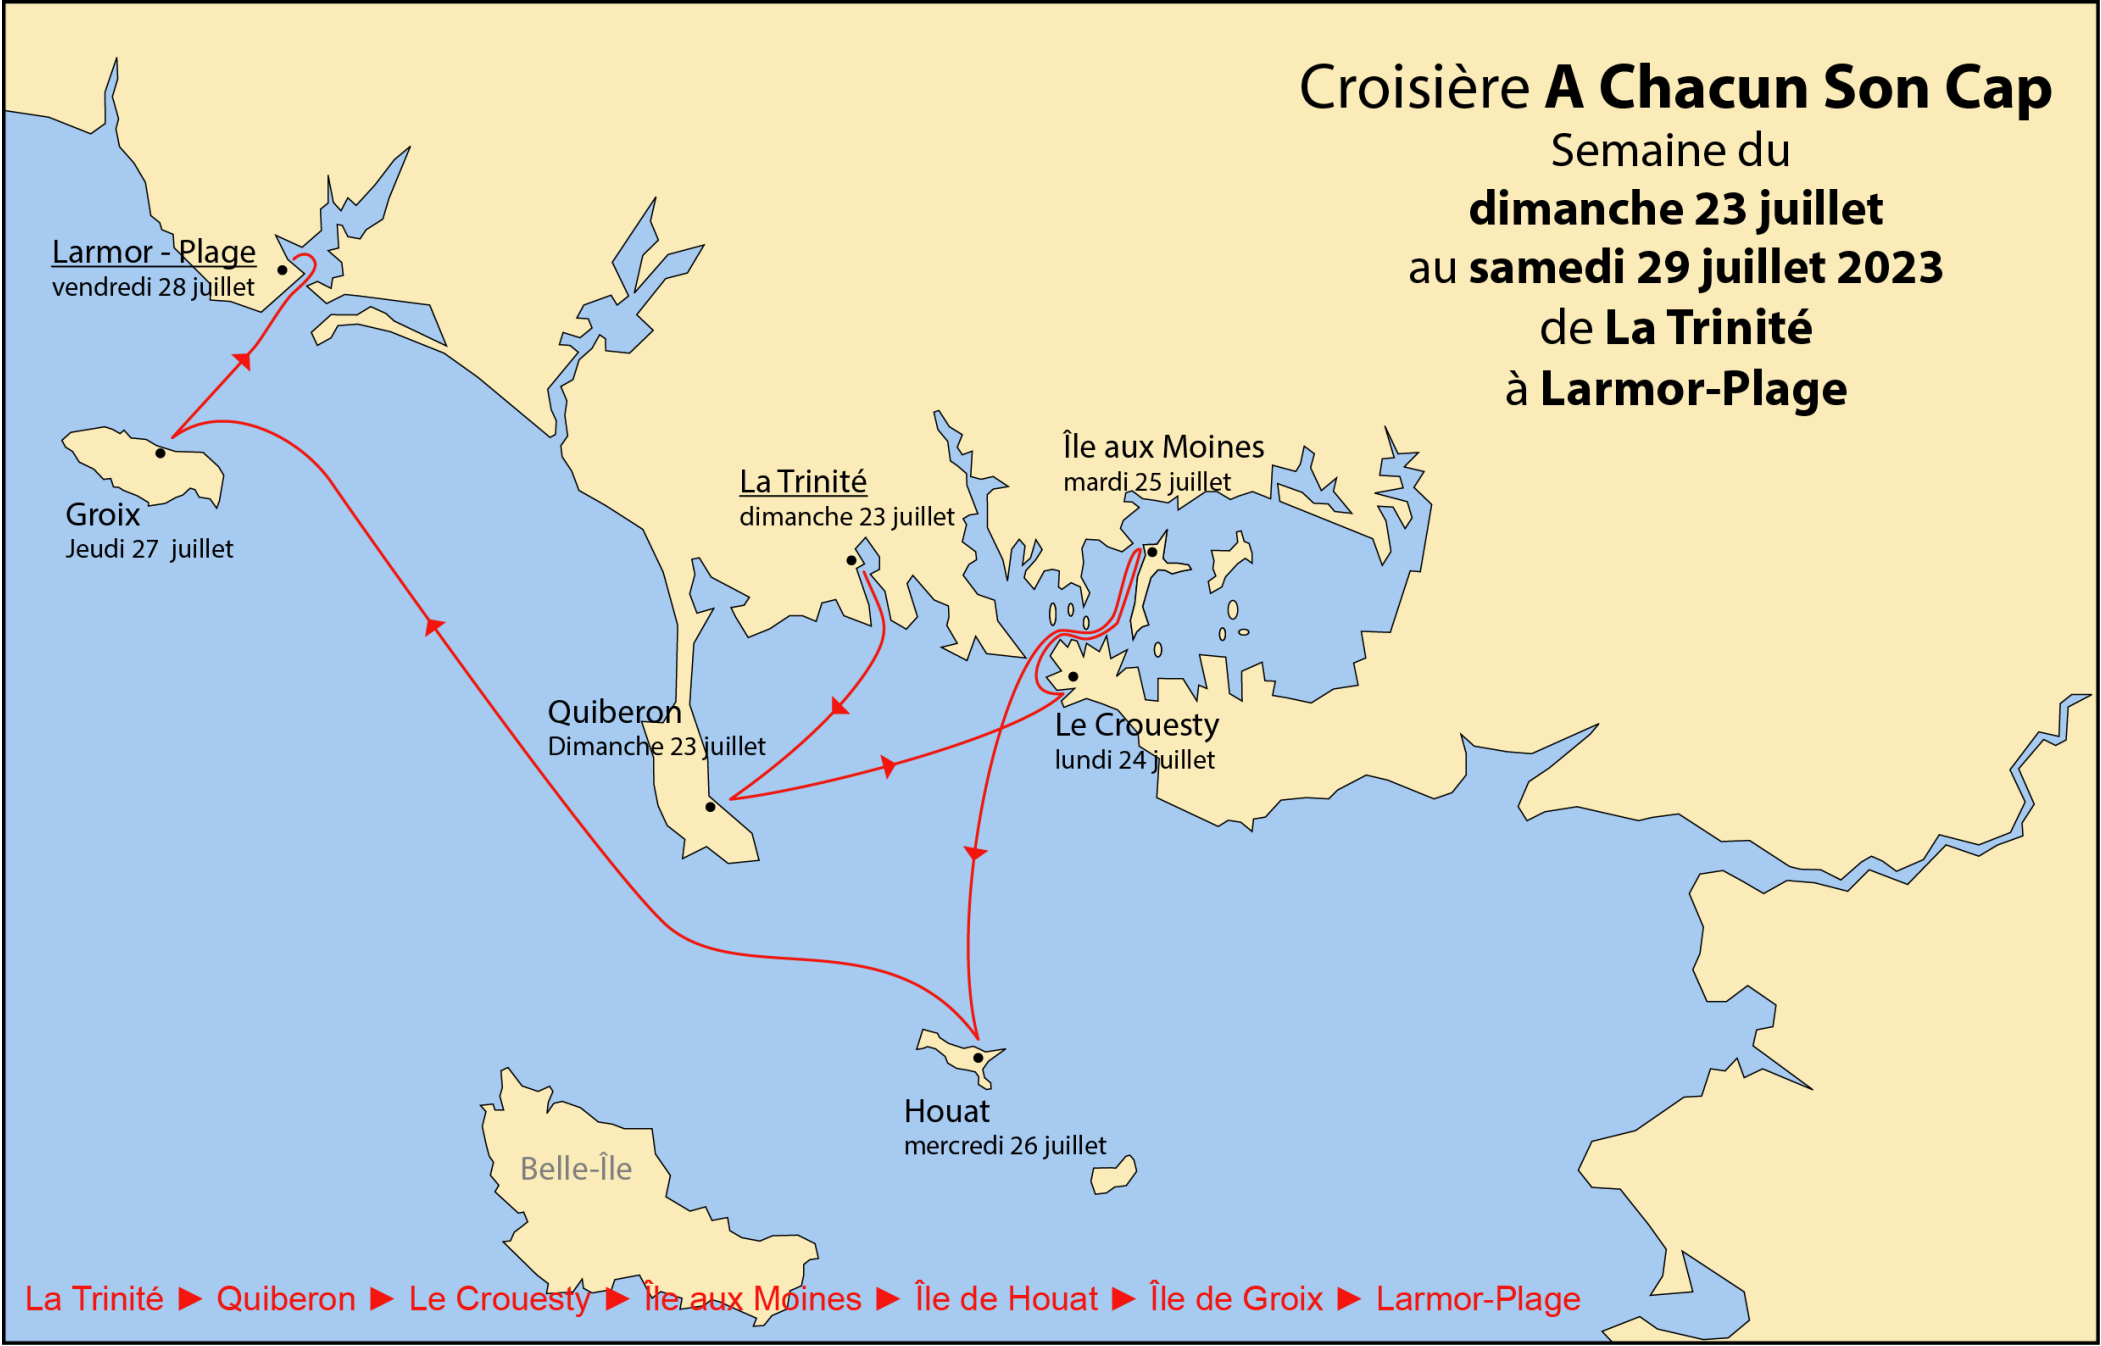 Croisière A Chacun Son Cap
Semaine du
dimanche 23 juillet
au samedi 29 juillet 2023
de La Trinité
à Larmor-Plage
Larmor - Plage
vendredi 28 juillet
Groix
Jeudi 27  juillet
La Trinité
dimanche 23 juillet
Île aux Moines
mardi 25 juillet
Quiberon
Dimanche 23 juillet
Le Crouesty
lundi 24 juillet
Houat
mercredi 26 juillet
Belle-Île
La Trinité ► Quiberon ► Le Crouesty ► Île aux Moines ► Île de Houat ► Île de Groix ► Larmor-Plage